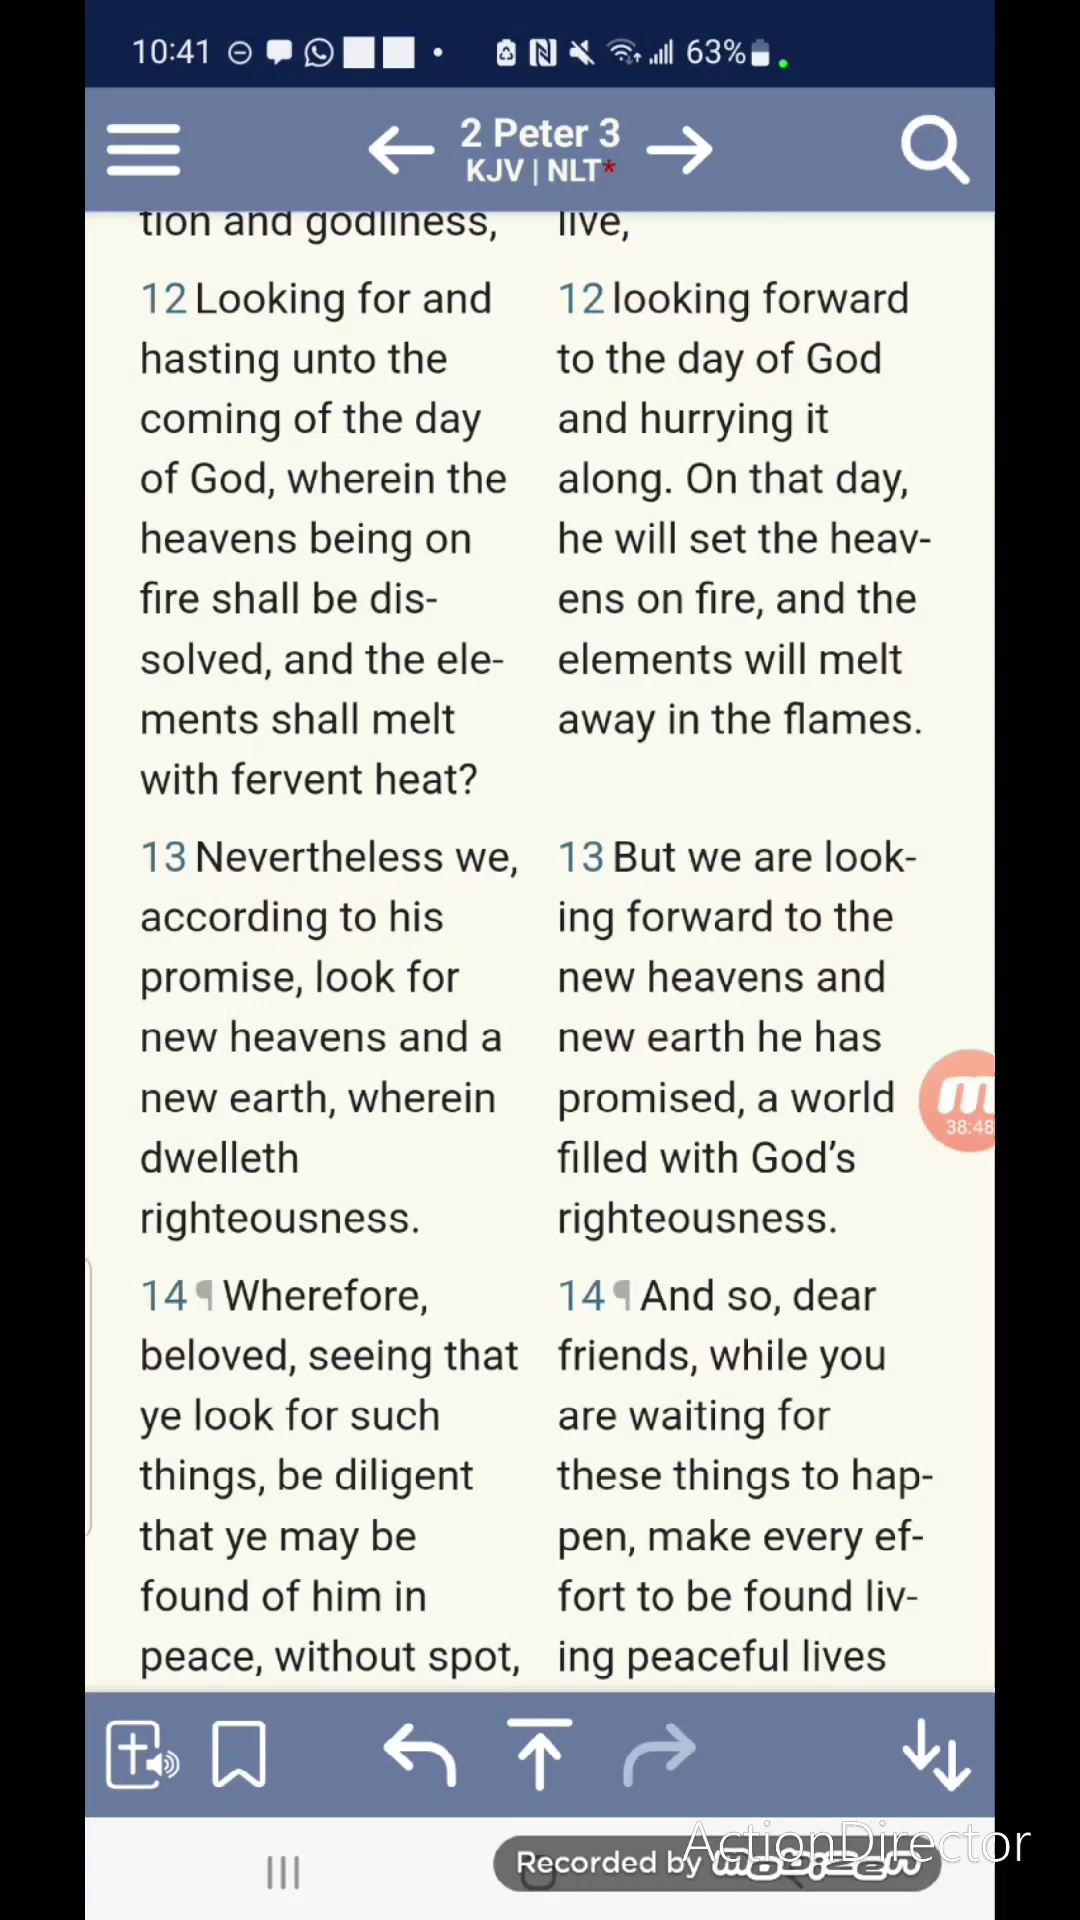 10:41
63%
2 Peter 3
KJV | NLT*
tion and godliness,
12 Looking for and
hasting unto the
coming of the day
of God, wherein the
heavens being on
fire shall be dis-
solved, and the ele-
ments shall melt
with fervent heat?
13 Nevertheless we,
according to his
promise, look for
new heavens and a
new earth, wherein
dwelleth
righteousness.
14 ¶ Wherefore,
beloved, seeing that
ye look for such
things, be diligent
that ye may be
found of him in
peace, without spot,
live,
12 looking forward
to the day of God
and hurrying it
along. On that day,
he will set the heav-
ens on fire, and the
elements will melt
away in the flames.
13 But we are look-
ing forward to the
new heavens and
new earth he has
promised, a world
filled with God’s
righteousness.
14 ¶ And so, dear
friends, while you
are waiting for
these things to hap-
pen, make every ef-
fort to be found liv-
ing peaceful lives
38:48
ActionDirector
Recorded by mobizen